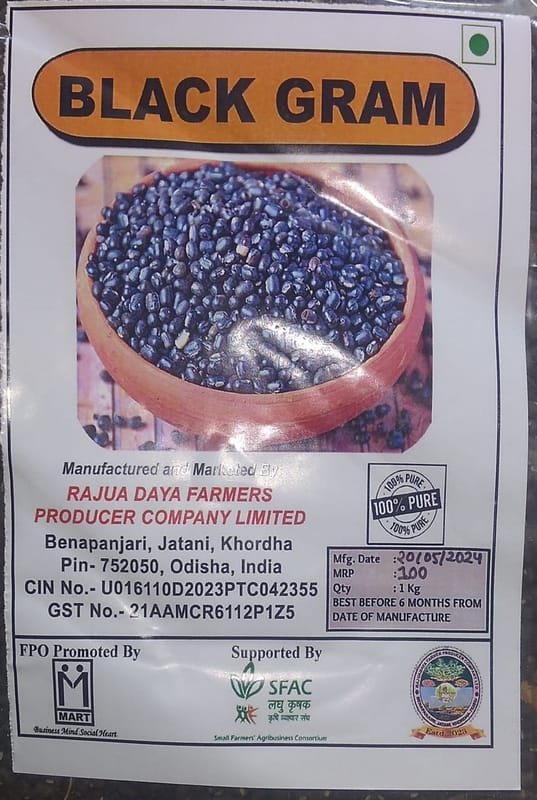 BLACK GRAM
Manufactured and Marketed By
RAJUA DAYA FARMERS
PRODUCER COMPANY LIMITED
Benapanjari, Jatani, Khordha
Pin- 752050, Odisha, India
CIN No.- U016110D2023PTC042355
GST No.- 21AAMCR6112P1Z5
100% PURE
100% PURE
100% PURE
Mfg. Date :20/05/2024
MRP :100
Qty : 1 Kg
BEST BEFORE 6 MONTHS FROM
DATE OF MANUFACTURE
FPO Promoted By
MART
Business Mind Social Heart
Supported By
SFAC
लघु कृषक
कृषि व्यापार संघ
Small Farmers' Agribusiness Consortium
Estd. 2023